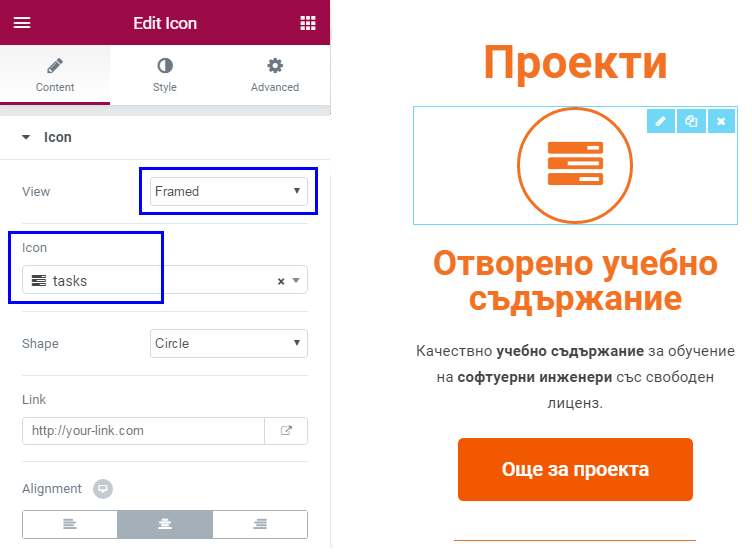 Edit Icon
Content
Style
Advanced
Icon
View
Framed
Icon
tasks
Shape
Circle
Link
http://your-link.com
Alignment
Проекти
Отворено учебно
съдържание
Качествно учебно съдържание за обучение
на софтуерни инженери със свободен
лиценз.
Още за проекта